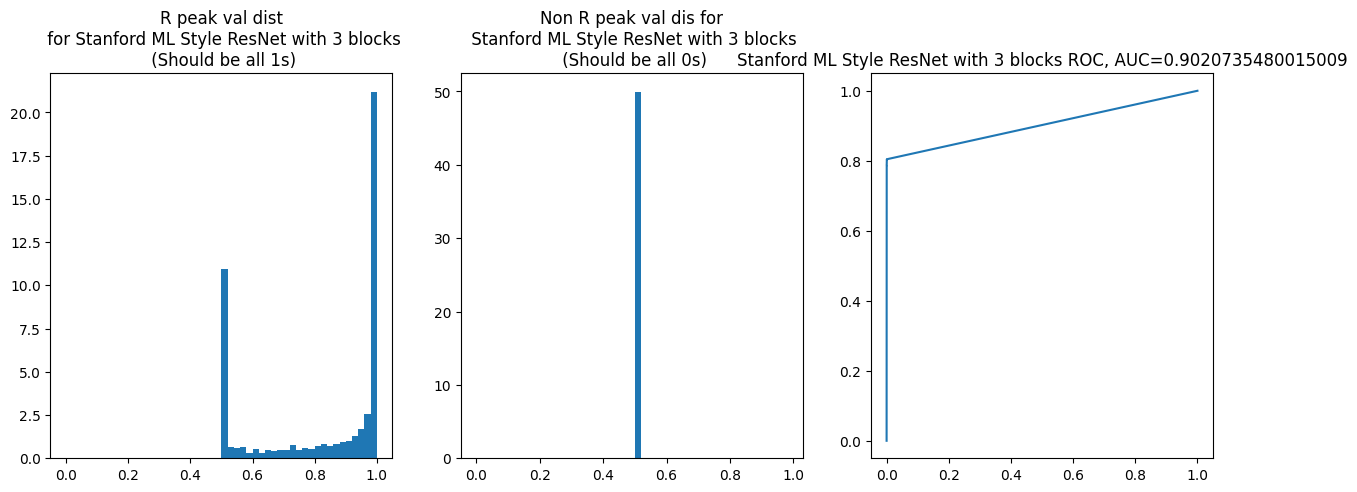 R peak val dist
for Stanford ML Style ResNet with 3 blocks
(Should be all 1s)
20.0
17.5
15.0
12.5
10.0
7.5
5.0
2.5
0.0
0.0 0.2 0.4 0.6 0.8 1.0
Non R peak val dis for
Stanford ML Style ResNet with 3 blocks
(Should be all 0s)
50
40
30
20
10
0
0.0 0.2 0.4 0.6 0.8 1.0
Stanford ML Style ResNet with 3 blocks ROC, AUC=0.9020735480015009
1.0
0.8
0.6
0.4
0.2
0.0
0.0 0.2 0.4 0.6 0.8 1.0